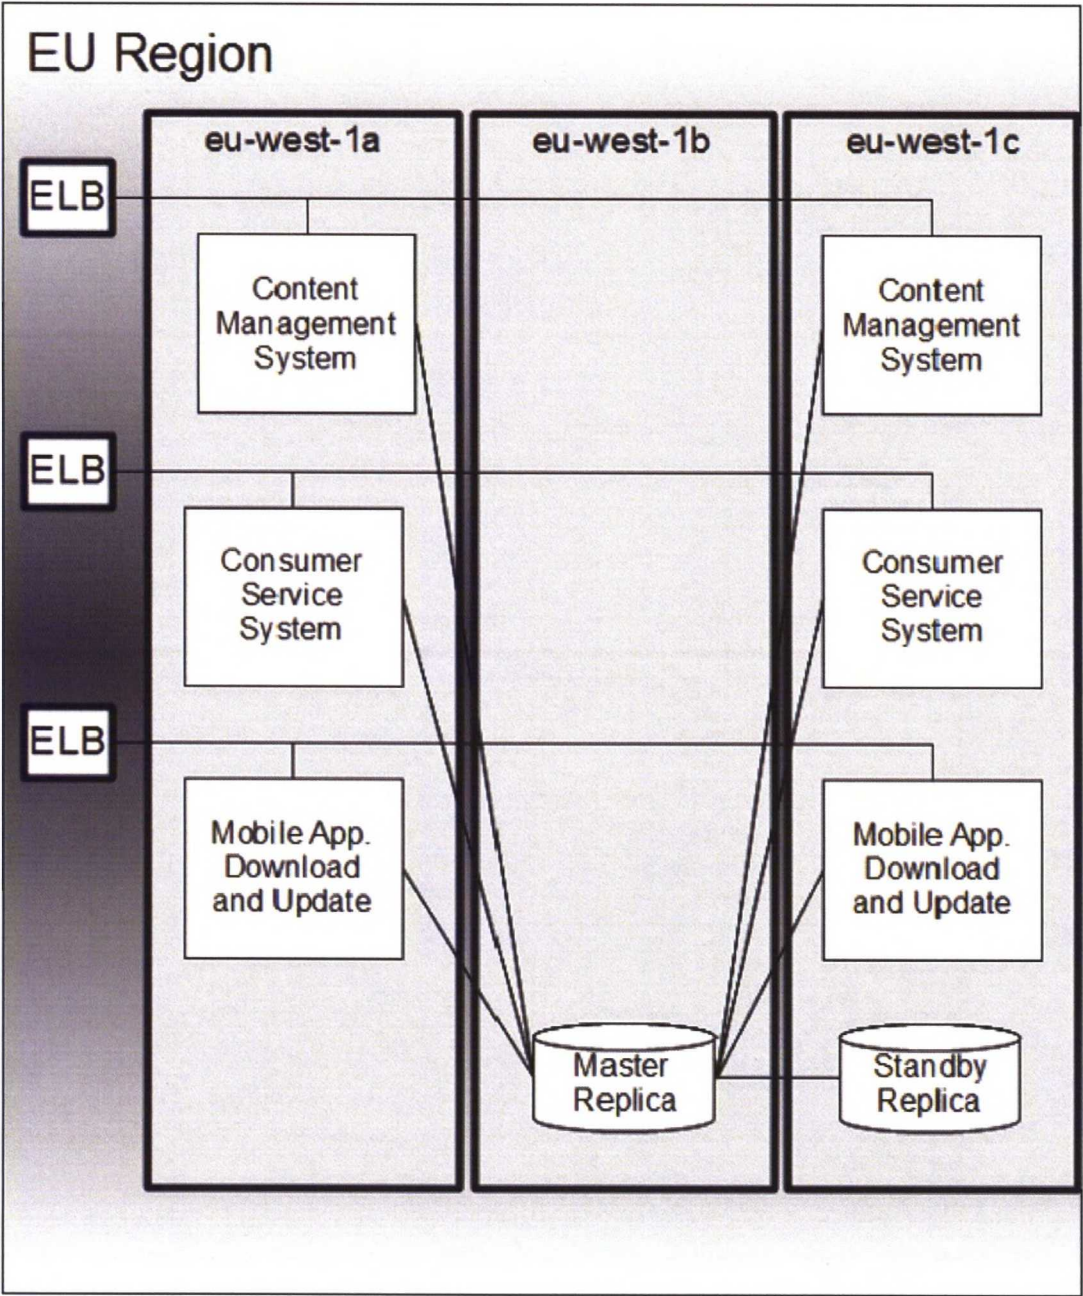 EU Region
eu-west-1a
eu-west-1b
eu-west-1c
ELB
Content
Management
System
Content
Management
System
ELB
Consumer
Service
System
Consumer
Service
System
ELB
Mobile App.
Download
and Update
Mobile App.
Download
and Update
Master
Replica
Standby
Replica